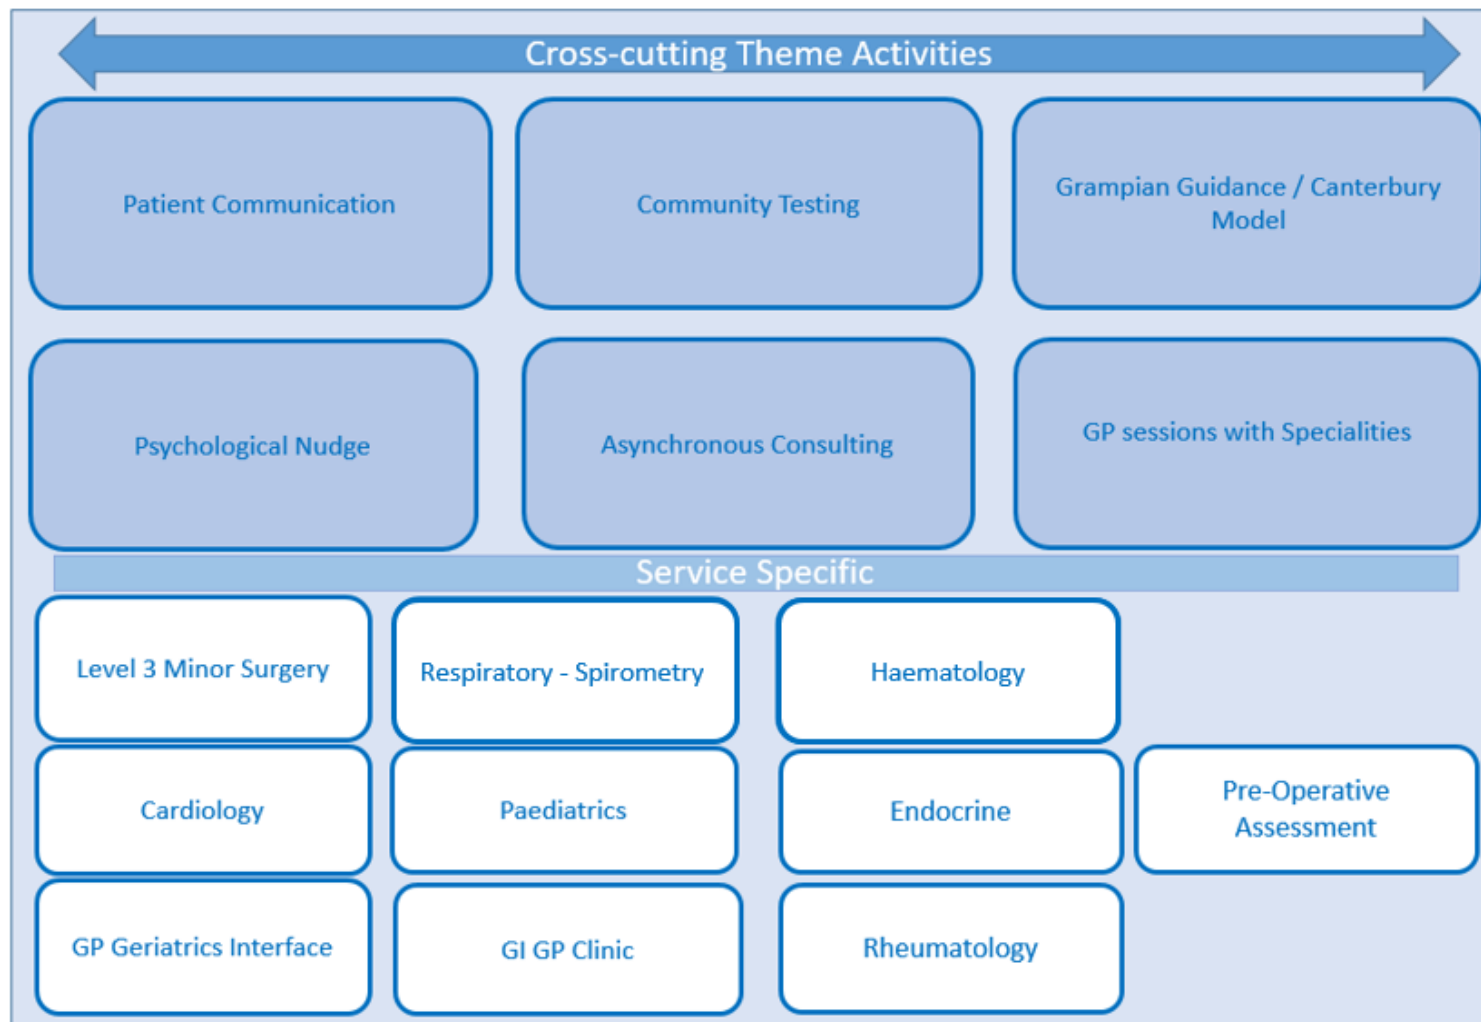 Cross-cutting Theme Activities
Patient Communication
Community Testing
Grampian Guidance / Canterbury
Model
Psychological Nudge
Asynchronous Consulting
GP sessions with Specialities
Service Specific
Level 3 Minor Surgery
Respiratory - Spirometry
Haematology
Cardiology
Paediatrics
Endocrine
Pre-Operative
Assessment
GP Geriatrics Interface
GI GP Clinic
Rheumatology